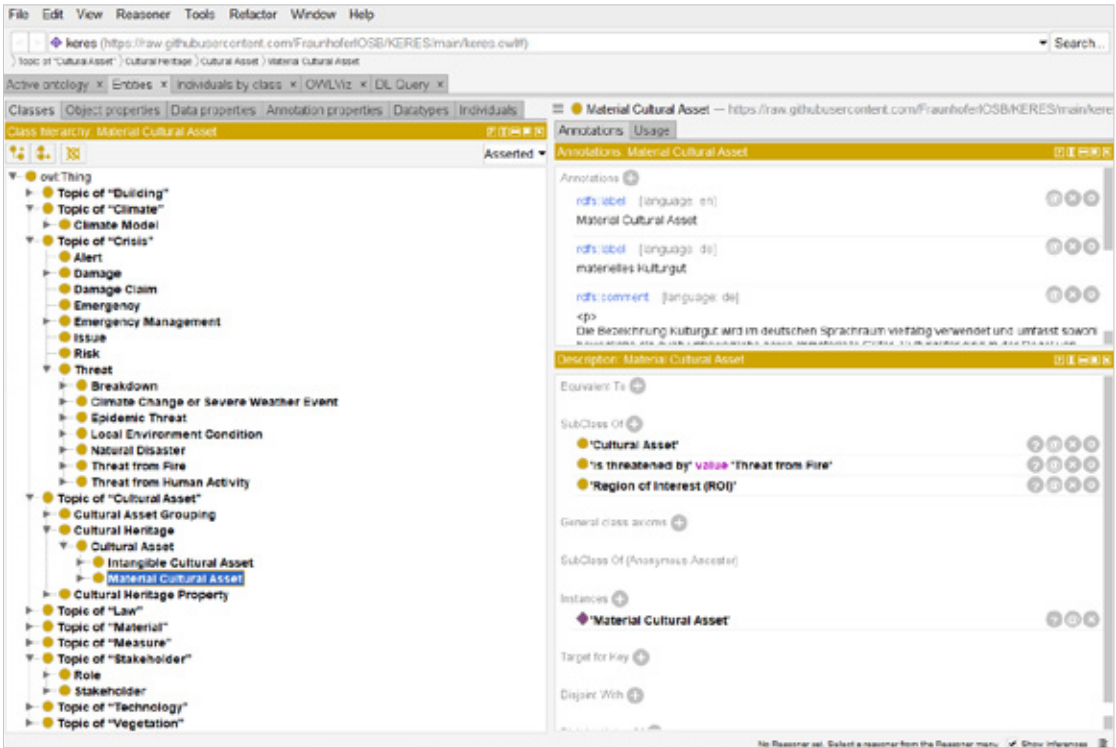 File Edit View Reasoner Tools Refactor Window Help
keres (https://raw.githubusercontent.com/FraunhoferIOSB/KERES/main/keres.owl#)
Search...
Topic of "Cultural Asset" Cultural Heritage Cultural Asset Material Cultural Asset
Active ontology × Entities × Individuals by class × OWLViz × DL Query ×
Classes Object properties Data properties Annotation properties Datatypes Individuals
Class hierarchy: Material Cultural Asset
Asserted
owl:Thing
Topic of "Building"
Topic of "Climate"
Climate Model
Topic of "Crisis"
Alert
Damage
Damage Claim
Emergency
Emergency Management
Issue
Risk
Threat
Breakdown
Climate Change or Severe Weather Event
Epidemic Threat
Local Environment Condition
Natural Disaster
Threat from Fire
Threat from Human Activity
Topic of "Cultural Asset"
Cultural Asset Grouping
Cultural Heritage
Cultural Asset
Intangible Cultural Asset
Material Cultural Asset
Cultural Heritage Property
Topic of "Law"
Topic of "Material"
Topic of "Measure"
Topic of "Stakeholder"
Role
Stakeholder
Topic of "Technology"
Topic of "Vegetation"
Material Cultural Asset — https://raw.githubusercontent.com/FraunhoferIOSB/KERES/main/kere
Annotations Usage
Annotations: Material Cultural Asset
Annotations
rdfs:label [language: en]
Material Cultural Asset
rdfs:label [language: de]
materielles Kulturgut
rdfs:comment [language: de]
<p>
Die Bezeichnung Kulturgut wird im deutschen Sprachraum vielfältig verwendet und umfasst sowohl
Description: Material Cultural Asset
Equivalent To
SubClass Of
'Cultural Asset'
'is threatened by' value 'Threat from Fire'
'Region of Interest (ROI)'
General class axioms
SubClass Of (Anonymous Ancestor)
Instances
'Material Cultural Asset'
Target for Key
Disjoint With
No Reasoner set. Select a reasoner from the Reasoner menu Show Inferences